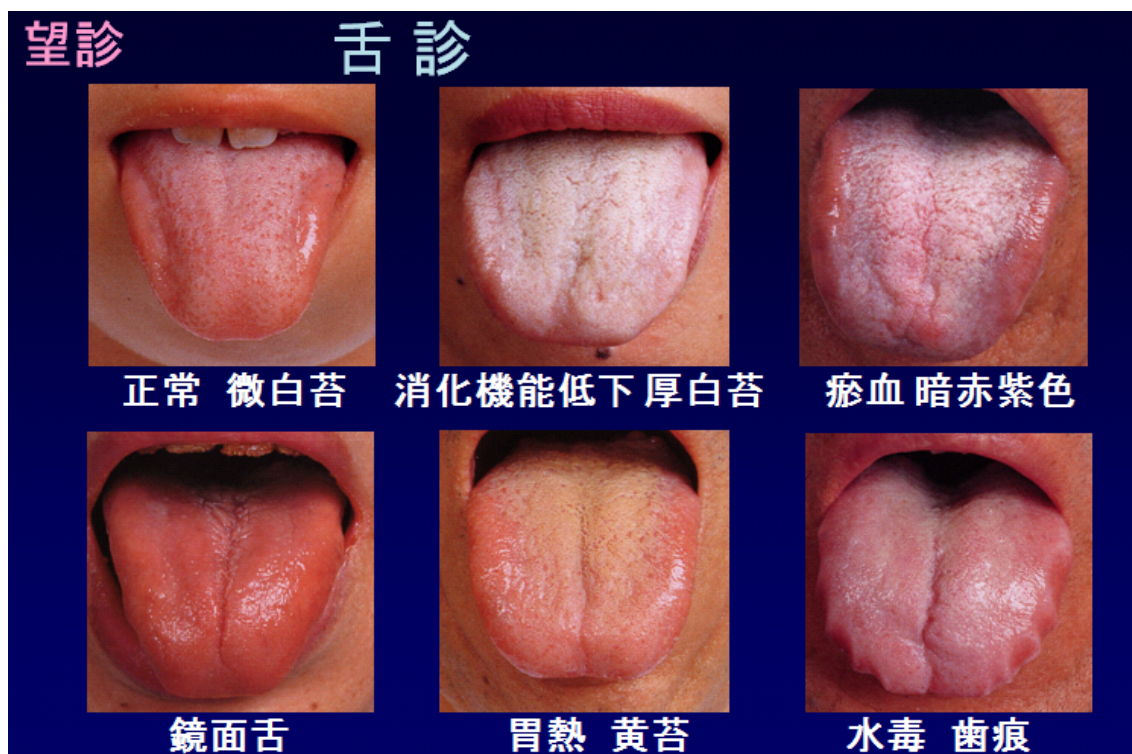 望診 舌診
正常 微白苔
消化機能低下 厚白苔
瘀血 暗赤紫色
鏡面舌
胃熱 黄苔
水毒 歯痕